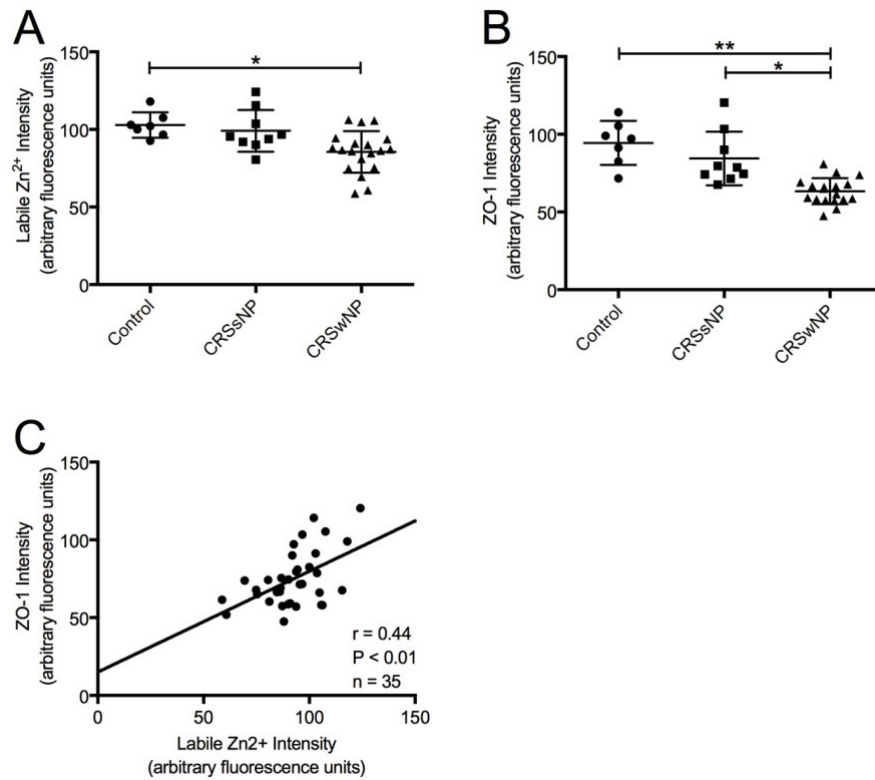 A
Labile Zn²⁺ Intensity
(arbitrary fluorescence units)
150
100
50
0
*
Control
CRSsNP
CRSwNP
B
ZO-1 Intensity
(arbitrary fluorescence units)
150
100
50
0
**
*
Control
CRSsNP
CRSwNP
C
ZO-1 Intensity
(arbitrary fluorescence units)
150
100
50
0
r = 0.44
P < 0.01
n = 35
0
50
100
150
Labile Zn2+ Intensity
(arbitrary fluorescence units)